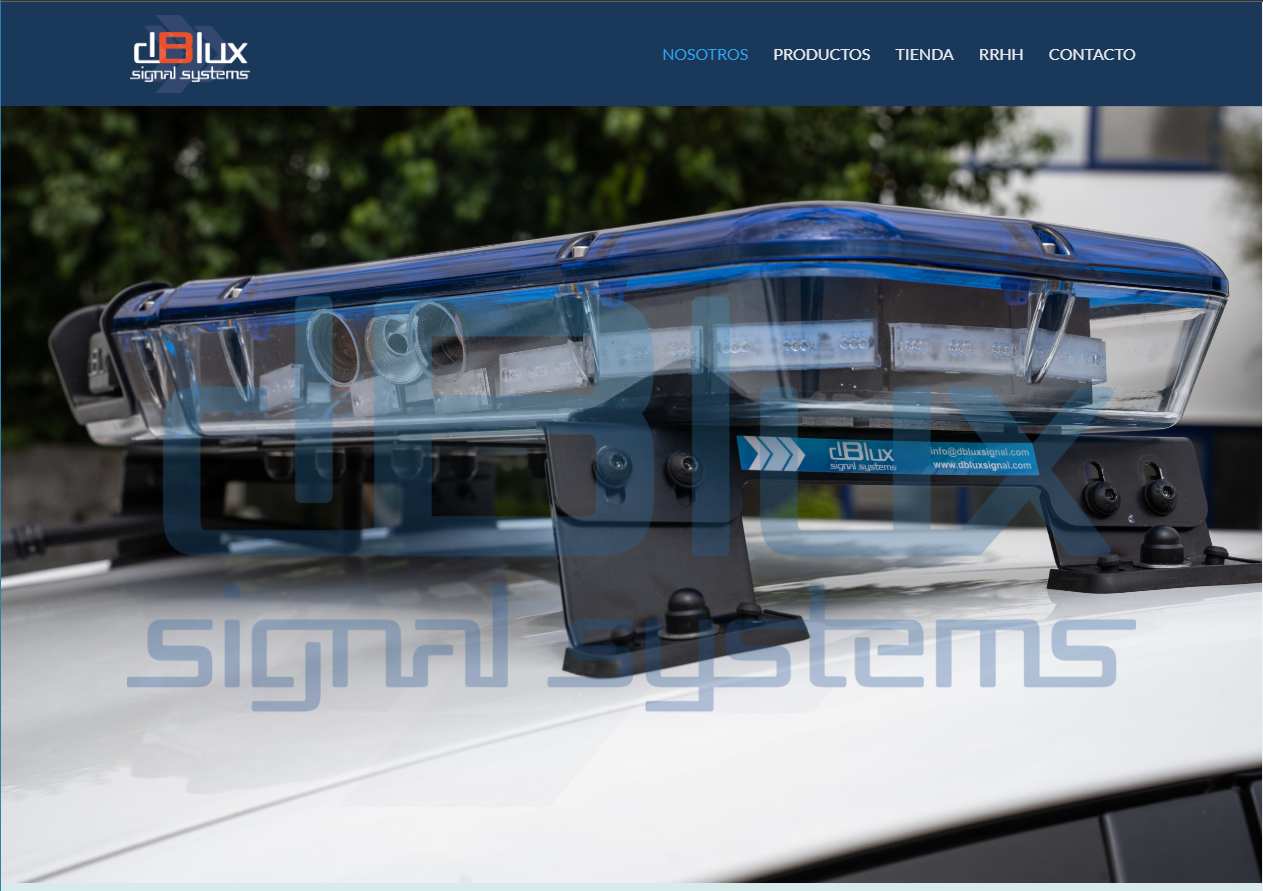 dBlux
signal systems
NOSOTROS PRODUCTOS TIENDA RRHH CONTACTO
dBlux
signal systems
info@dbluxsignal.com
www.dbluxsignal.com
dBlux
signal systems